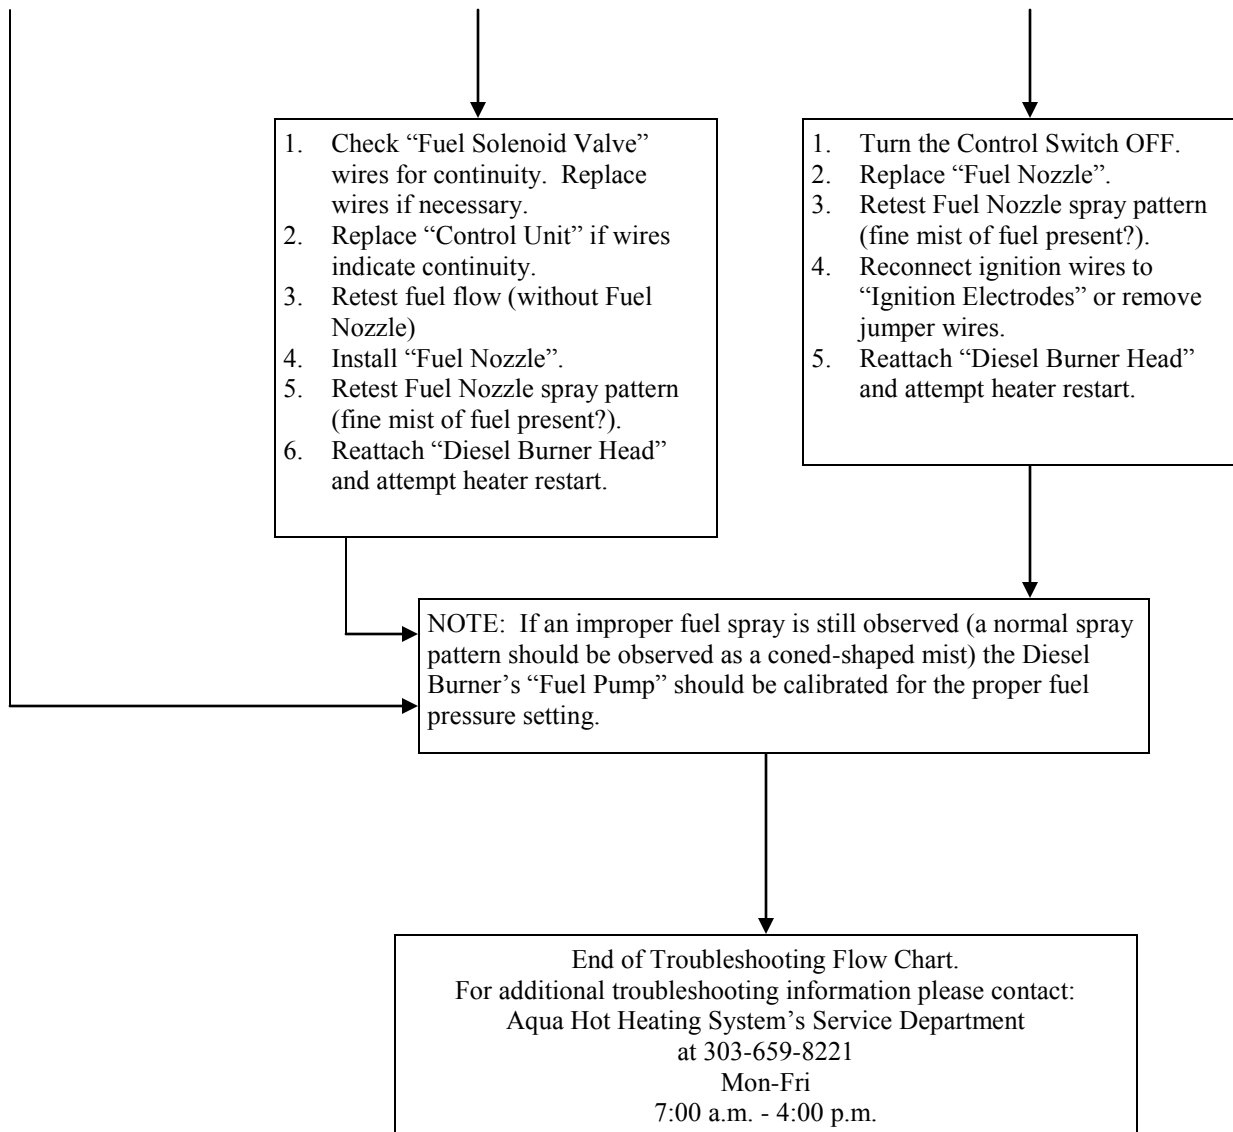 1. Check “Fuel Solenoid Valve”
wires for continuity.  Replace
wires if necessary.
2. Replace “Control Unit” if wires
indicate continuity.
3. Retest fuel flow (without Fuel
Nozzle)
4. Install “Fuel Nozzle”.
5. Retest Fuel Nozzle spray pattern
(fine mist of fuel present?).
6. Reattach “Diesel Burner Head”
and attempt heater restart.
1. Turn the Control Switch OFF.
2. Replace “Fuel Nozzle”.
3. Retest Fuel Nozzle spray pattern
(fine mist of fuel present?).
4. Reconnect ignition wires to
“Ignition Electrodes” or remove
jumper wires.
5. Reattach “Diesel Burner Head”
and attempt heater restart.
NOTE:  If an improper fuel spray is still observed (a normal spray
pattern should be observed as a coned-shaped mist) the Diesel
Burner’s “Fuel Pump” should be calibrated for the proper fuel
pressure setting.
End of Troubleshooting Flow Chart.
For additional troubleshooting information please contact:
Aqua Hot Heating System’s Service Department
at 303-659-8221
Mon-Fri
7:00 a.m. - 4:00 p.m.